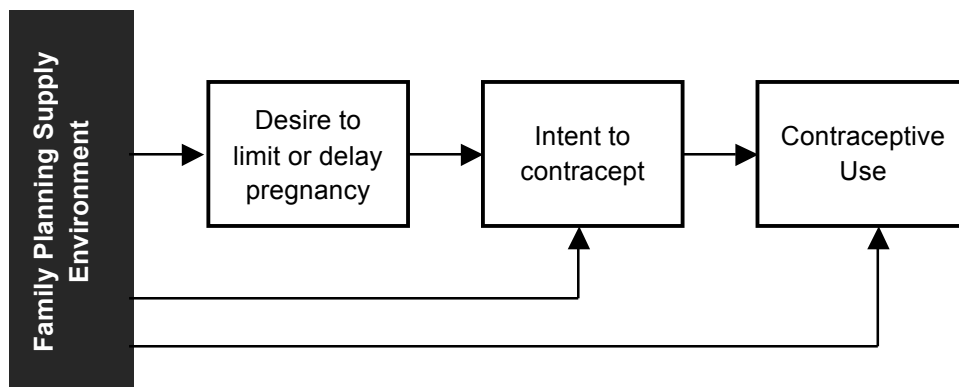 Family Planning Supply
Environment
Desire to
limit or delay
pregnancy
Intent to
contracept
Contraceptive
Use